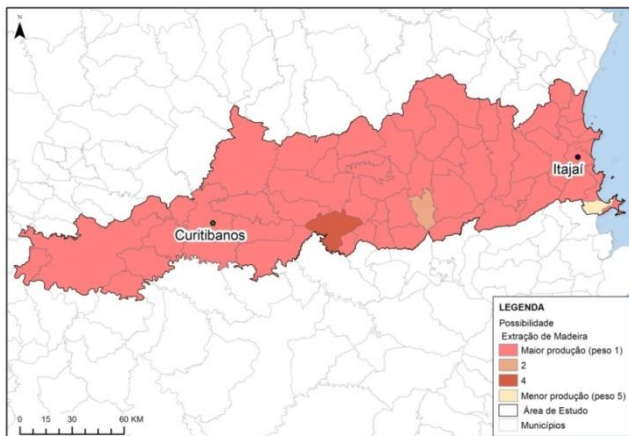 N
Itajaí
Curitibanos
LEGENDA
Possibilidade
Extração de Madeira
Maior produção (peso 1)
2
4
Menor produção (peso 5)
Área de Estudo
Municípios
0 15 30 60 KM